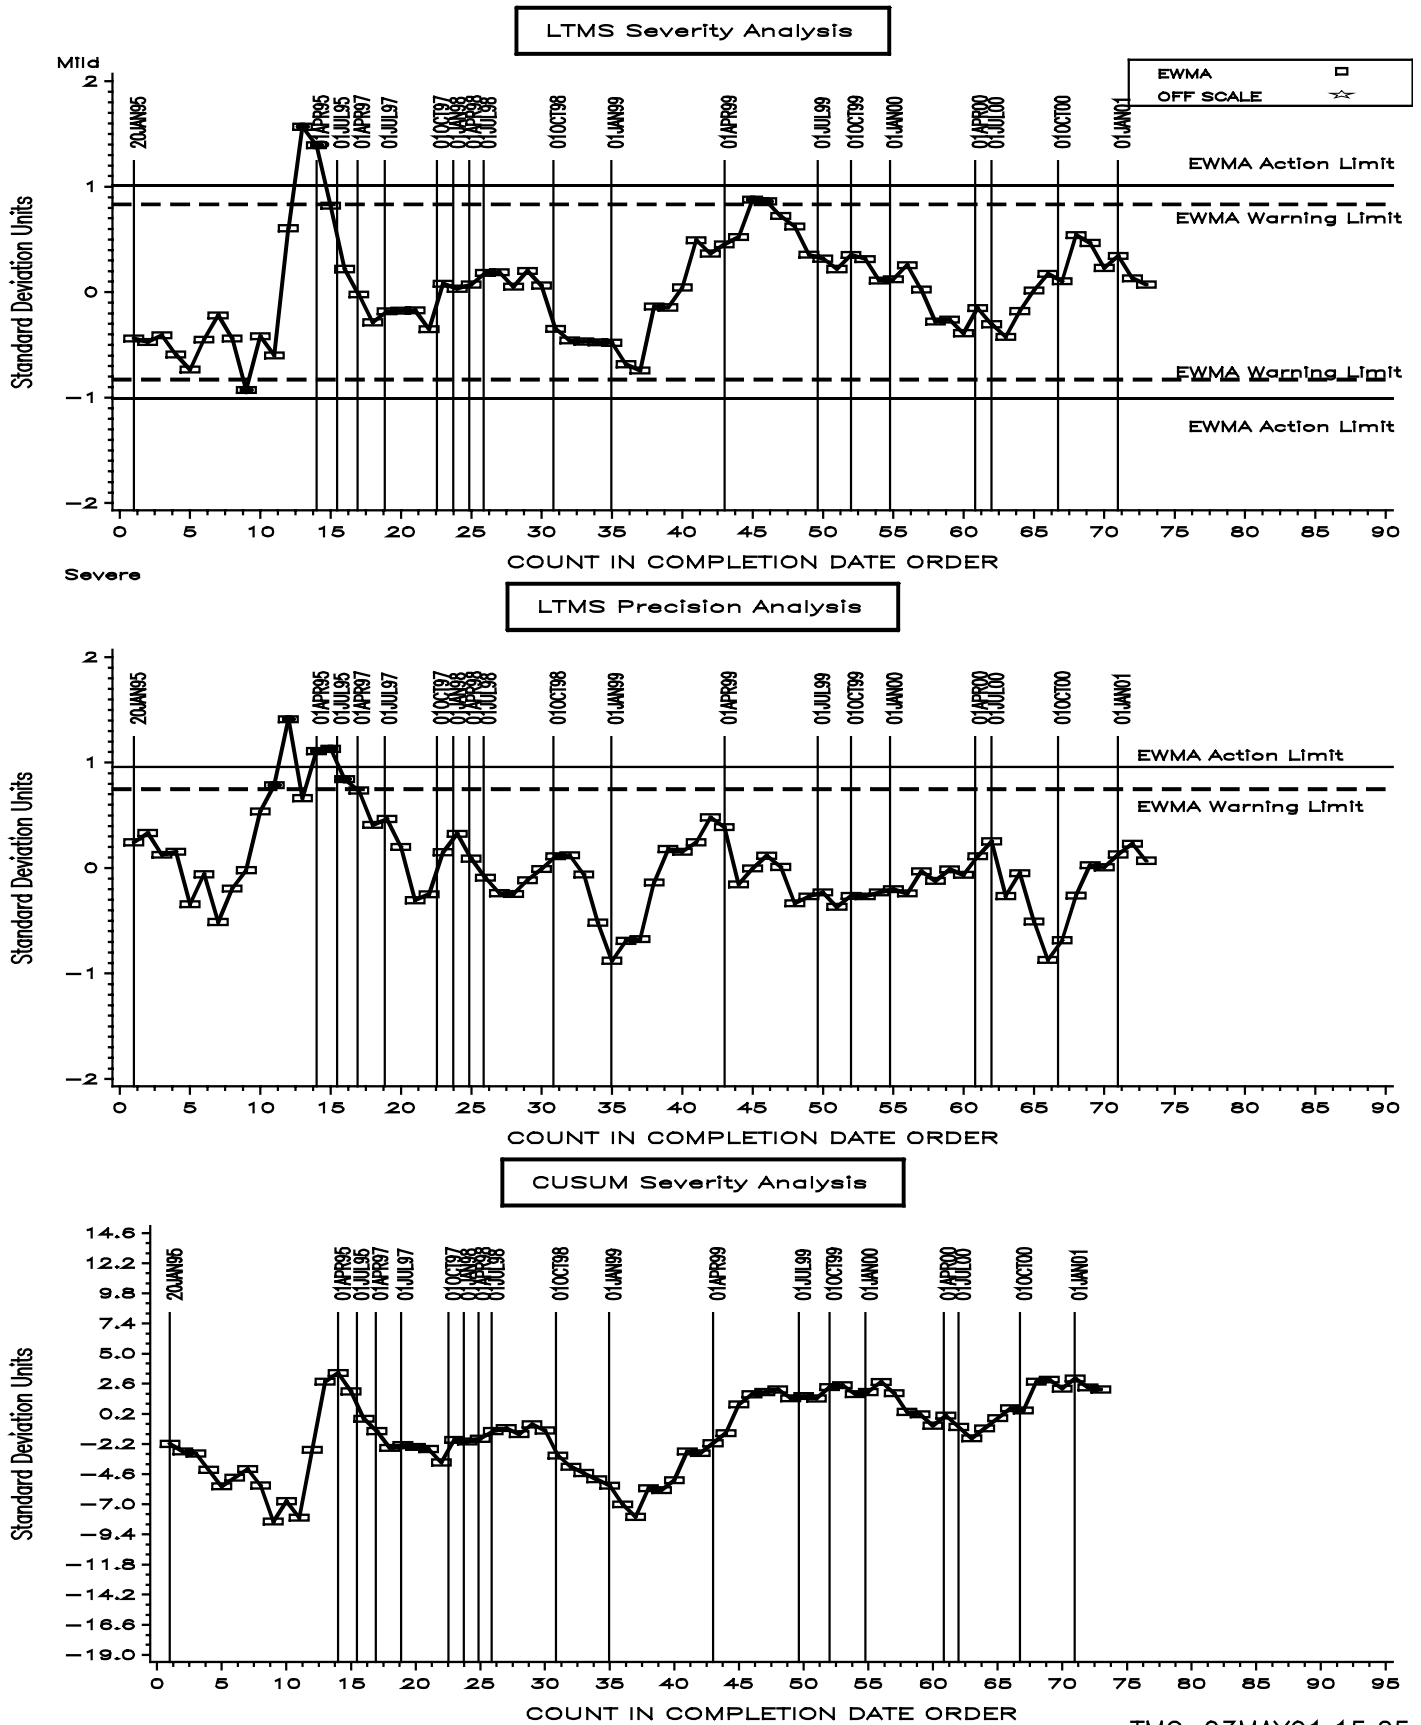 LTMS Severity Analysis
Mild
EWMA
OFF SCALE
20JAN95 01APR95 01JUL95 01APR97 01JUL97 01OCT97 01JAN98 01APR98 01JUL98 01OCT98 01JAN99 01APR99 01JUL99 01OCT99 01JAN00 01APR00 01JUL00 01OCT00 01JAN01
EWMA Action Limit
EWMA Warning Limit
EWMA Warning Limit
EWMA Action Limit
Standard Deviation Units
2
1
0
-1
-2
0 5 10 15 20 25 30 35 40 45 50 55 60 65 70 75 80 85 90
COUNT IN COMPLETION DATE ORDER
Severe
LTMS Precision Analysis
20JAN95 01APR95 01JUL95 01APR97 01JUL97 01OCT97 01JAN98 01APR98 01JUL98 01OCT98 01JAN99 01APR99 01JUL99 01OCT99 01JAN00 01APR00 01JUL00 01OCT00 01JAN01
EWMA Action Limit
EWMA Warning Limit
Standard Deviation Units
2
1
0
-1
-2
0 5 10 15 20 25 30 35 40 45 50 55 60 65 70 75 80 85 90
COUNT IN COMPLETION DATE ORDER
CUSUM Severity Analysis
20JAN95 01APR95 01JUL95 01APR97 01JUL97 01OCT97 01JAN98 01APR98 01JUL98 01OCT98 01JAN99 01APR99 01JUL99 01OCT99 01JAN00 01APR00 01JUL00 01OCT00 01JAN01
Standard Deviation Units
14.6
12.2
9.8
7.4
5.0
2.6
0.2
-2.2
-4.6
-7.0
-9.4
-11.8
-14.2
-16.6
-19.0
0 5 10 15 20 25 30 35 40 45 50 55 60 65 70 75 80 85 90 95
COUNT IN COMPLETION DATE ORDER